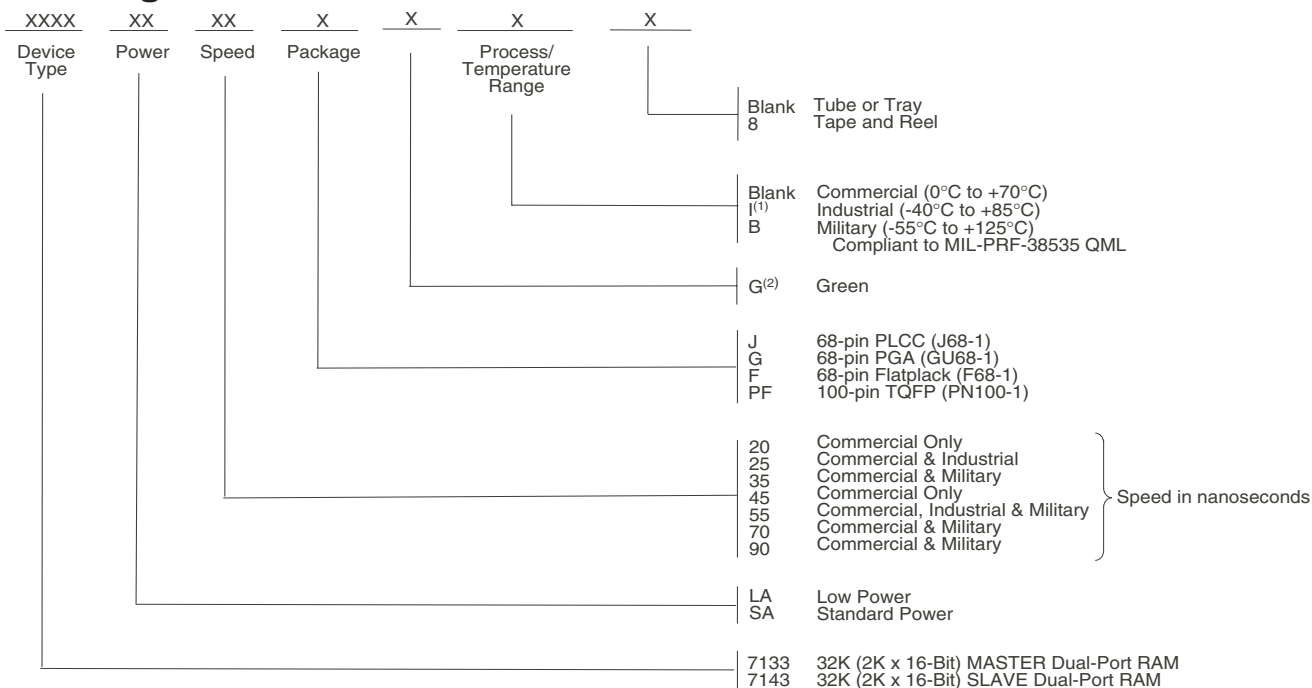 XXXX XX XX X X X X
Device Type Power Speed Package Process/ Temperature Range
Blank Tube or Tray
8 Tape and Reel
Blank Commercial (0°C to +70°C)
I(1) Industrial (-40°C to +85°C)
B Military (-55°C to +125°C)
Compliant to MIL-PRF-38535 QML
G(2) Green
J 68-pin PLCC (J68-1)
G 68-pin PGA (GU68-1)
F 68-pin Flatplack (F68-1)
PF 100-pin TQFP (PN100-1)
20 Commercial Only
25 Commercial & Industrial
35 Commercial & Military
45 Commercial Only
55 Commercial, Industrial & Military
70 Commercial & Military
90 Commercial & Military
Speed in nanoseconds
LA Low Power
SA Standard Power
7133 32K (2K x 16-Bit) MASTER Dual-Port RAM
7143 32K (2K x 16-Bit) SLAVE Dual-Port RAM